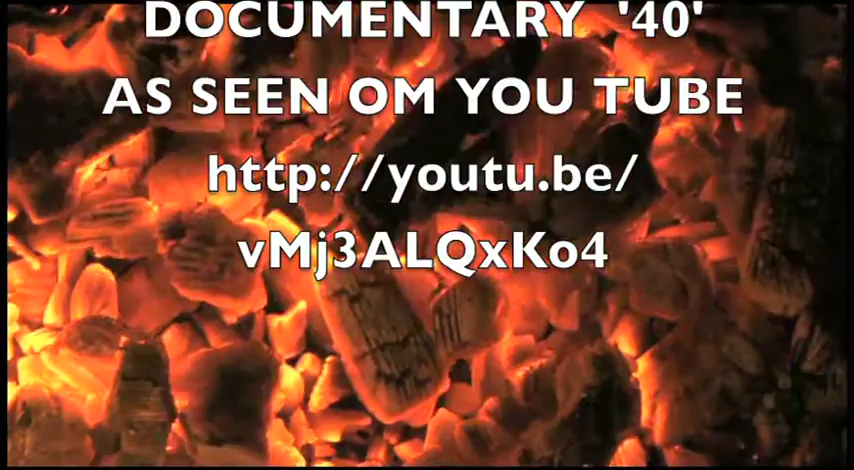 DOCUMENTARY '40'
AS SEEN OM YOU TUBE
http://youtu.be/
vMj3ALQxKo4